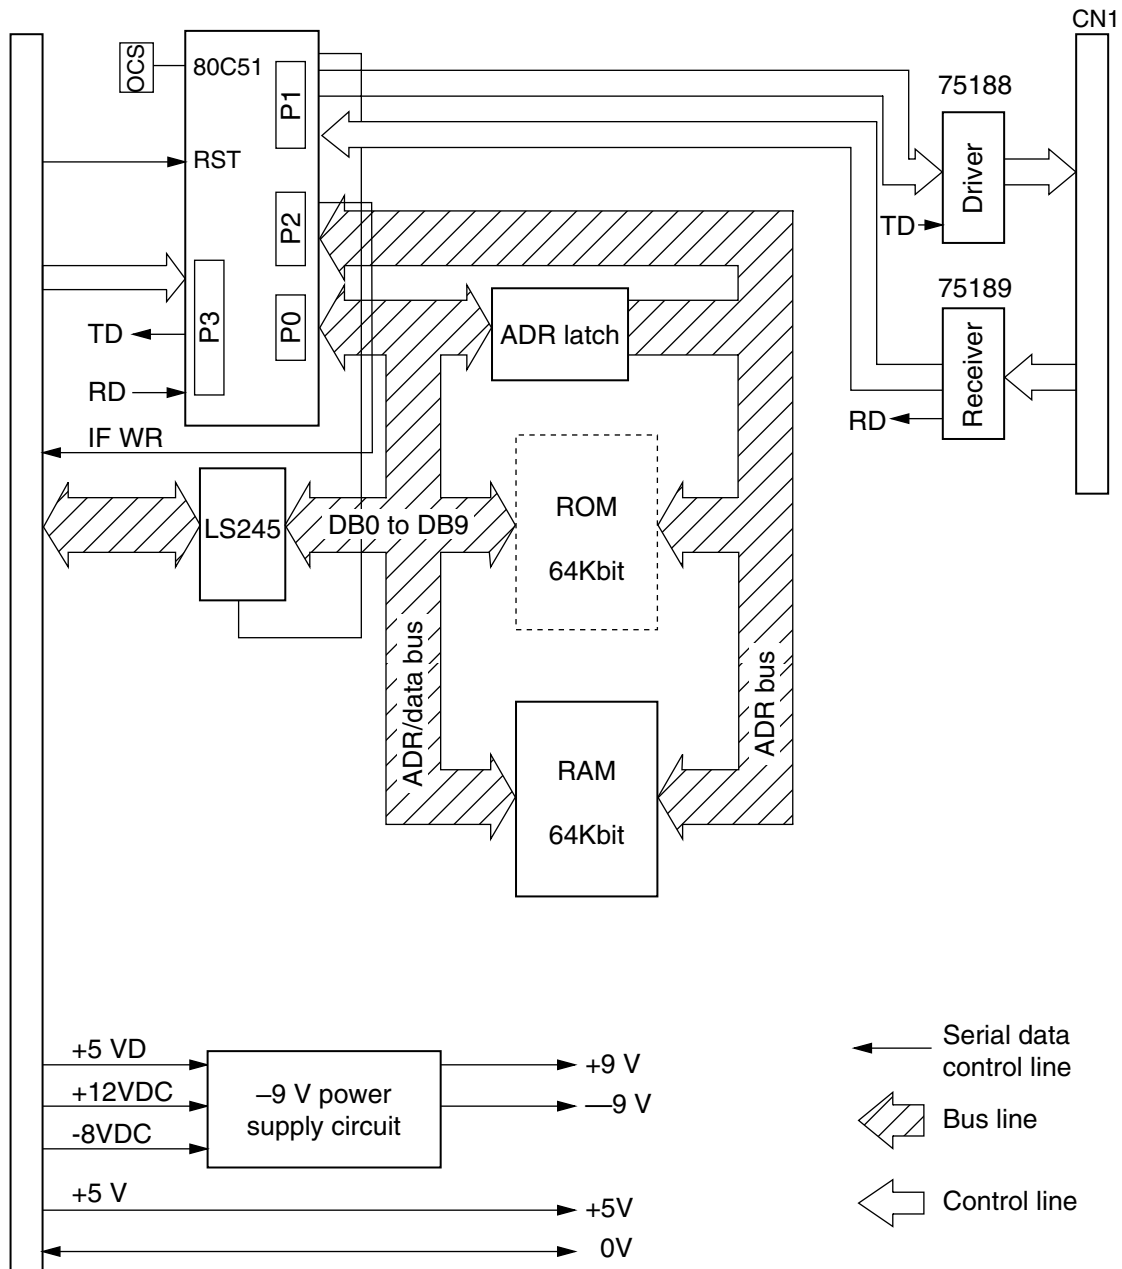 CN1
OCS
80C51
P1
75188
Driver
TD
RST
P2
P3
P0
TD
RD
ADR latch
75189
Receiver
RD
IF WR
LS245
DB0 to DB9
ROM
64Kbit
ADR/data bus
ADR bus
RAM
64Kbit
+5 VD
+12VDC
-8VDC
–9 V power
supply circuit
+9 V
—9 V
+5 V
+5V
0V
Serial data
control line
Bus line
Control line